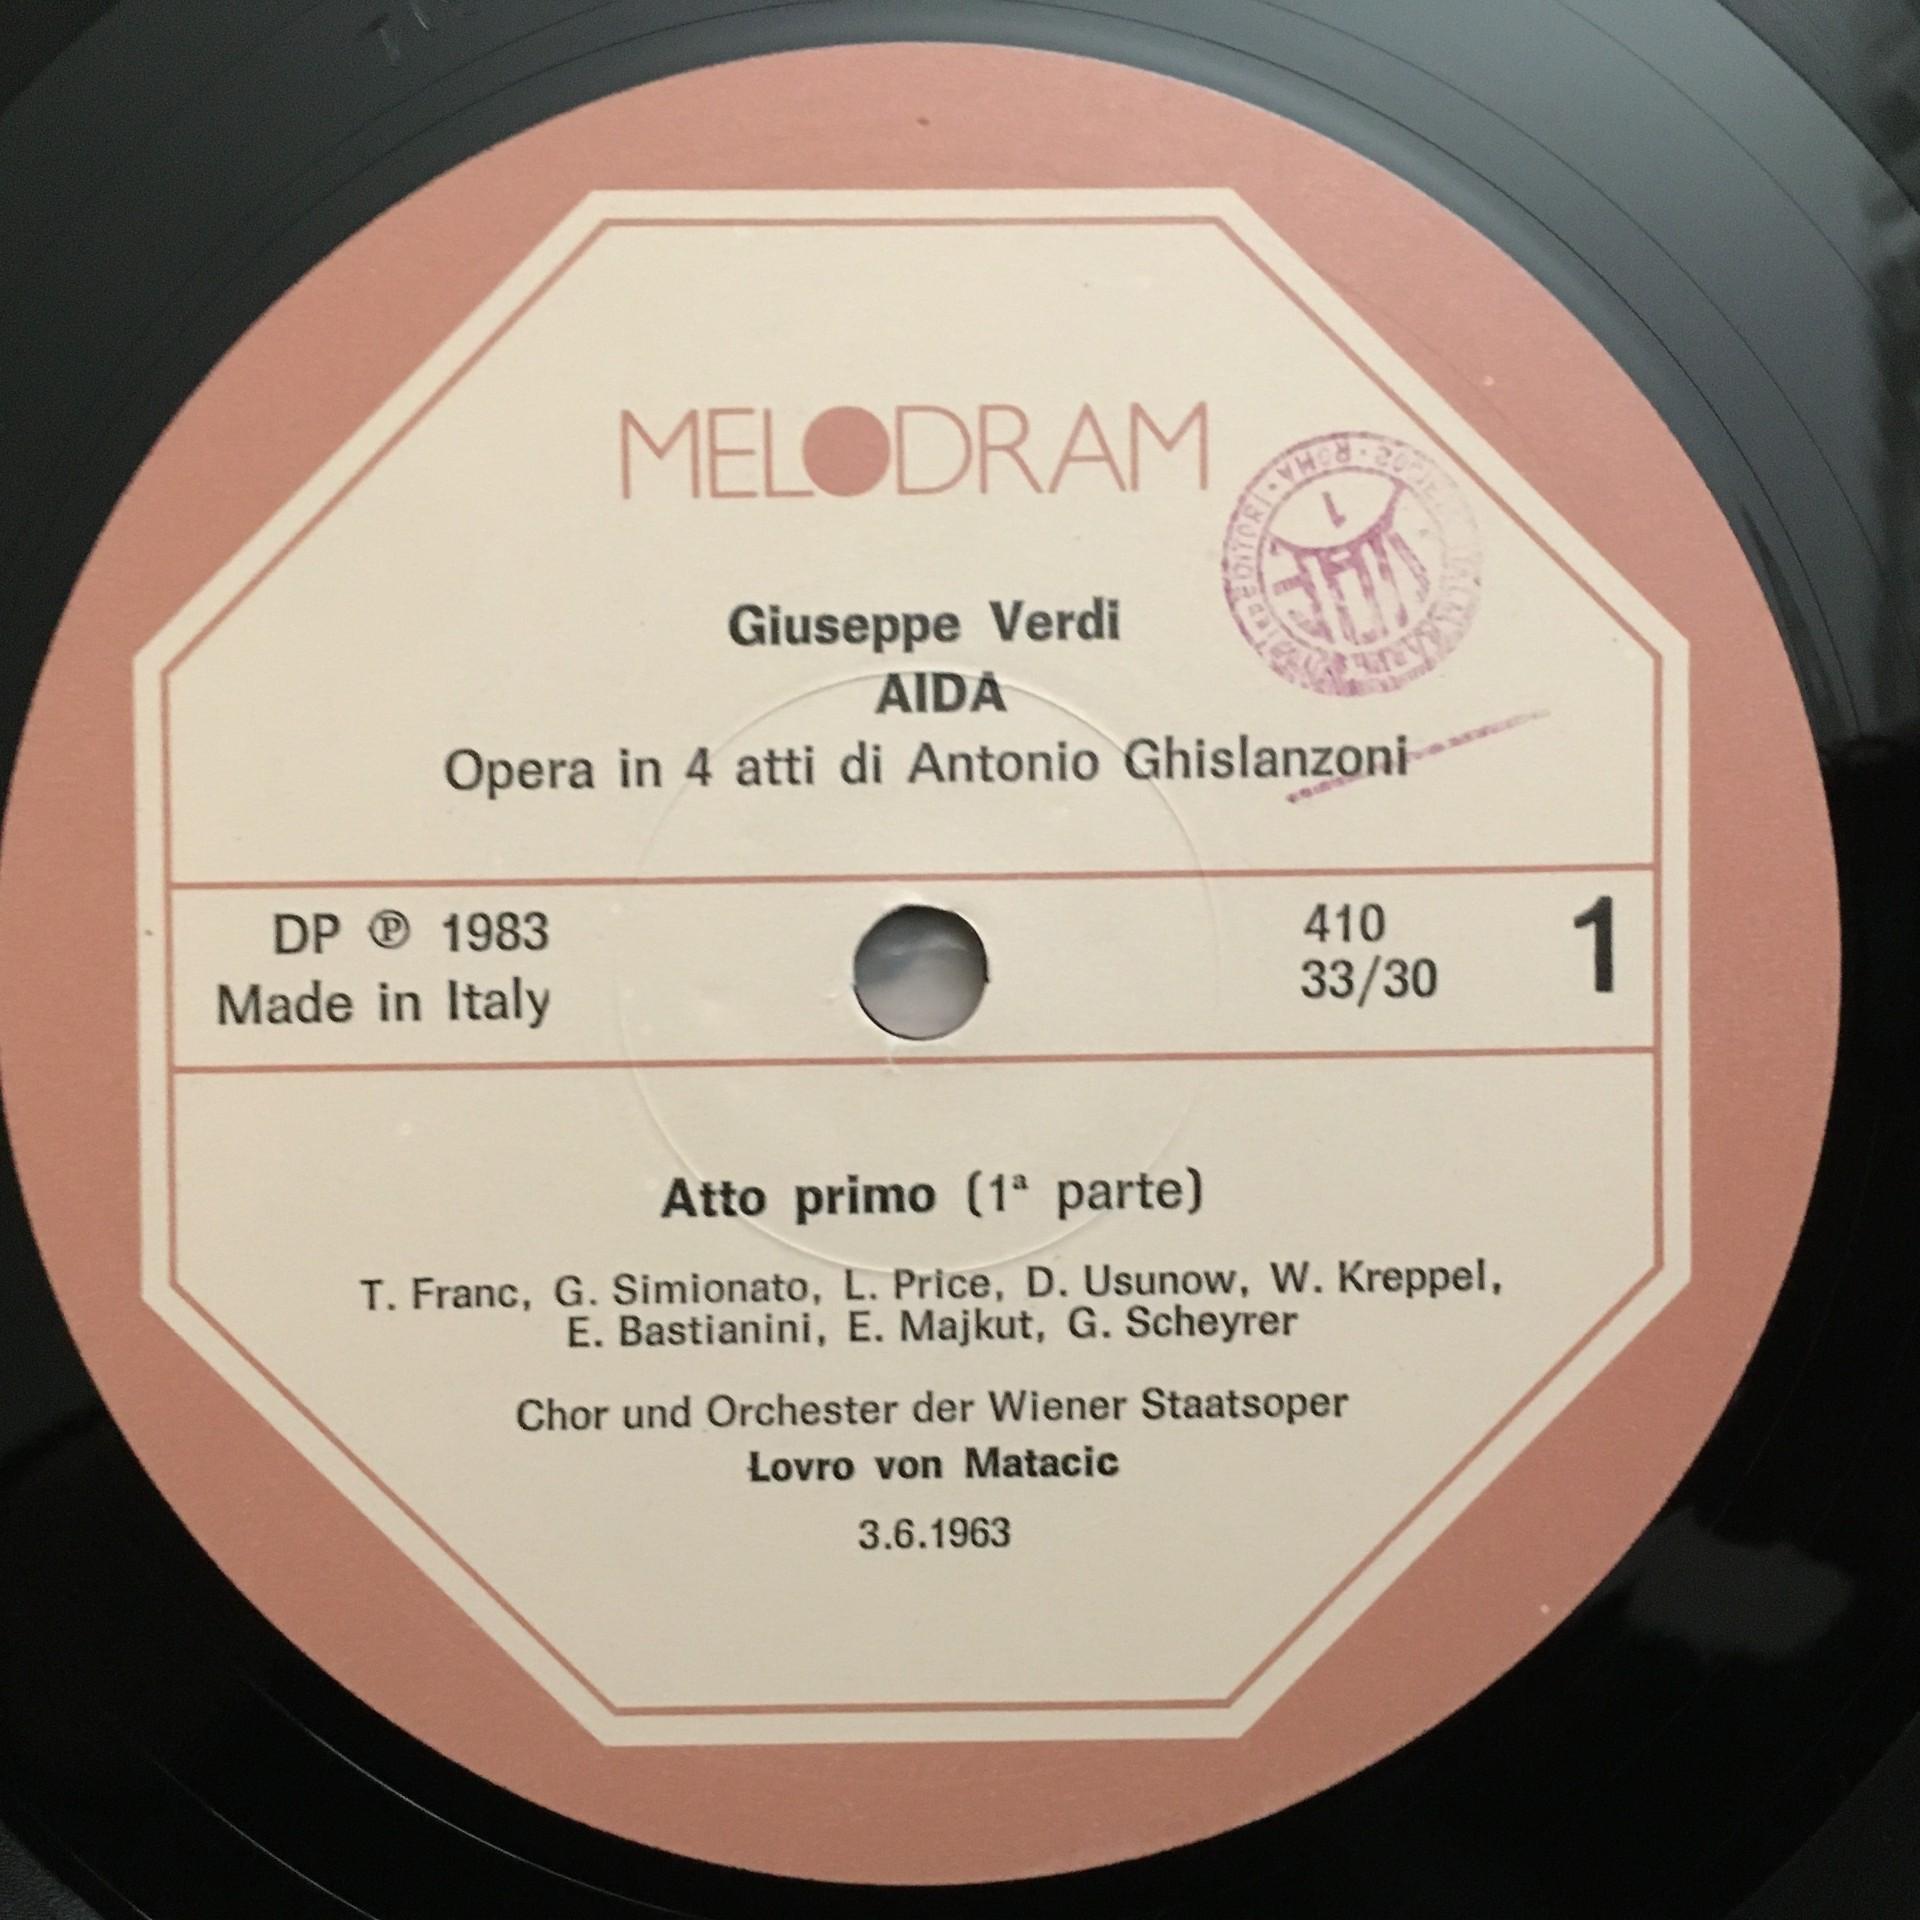 MELODRAM
Giuseppe Verdi
AIDA
Opera in 4 atti di Antonio Ghislanzoni
DP ℗ 1983
Made in Italy
410
33/30
1
Atto primo (1ª parte)
T. Franc, G. Simionato, L. Price, D. Usunow, W. Kreppel,
E. Bastianini, E. Majkut, G. Scheyrer
Chor und Orchester der Wiener Staatsoper
Lovro von Matacic
3.6.1963
SIAE
ROMA